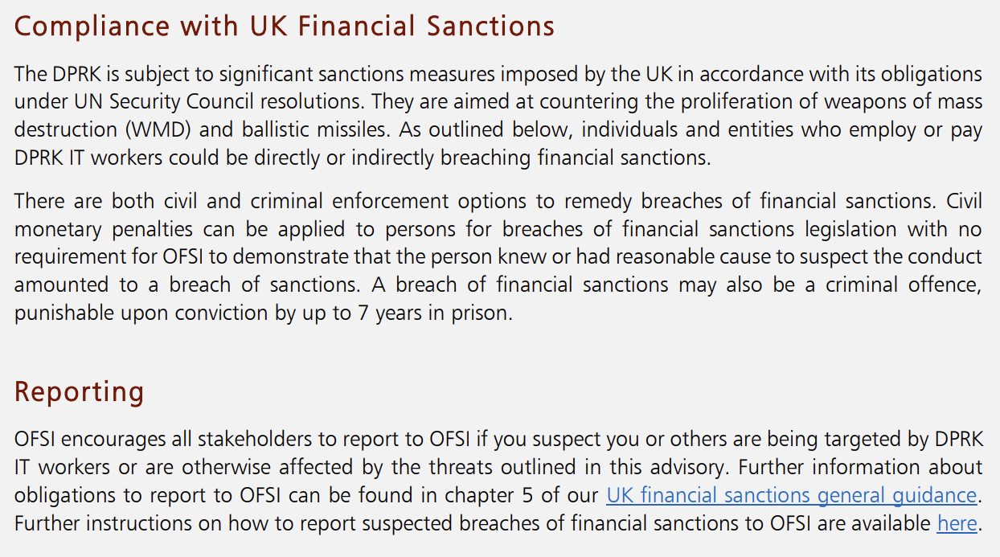 Compliance with UK Financial Sanctions
The DPRK is subject to significant sanctions measures imposed by the UK in accordance with its obligations
under UN Security Council resolutions. They are aimed at countering the proliferation of weapons of mass
destruction (WMD) and ballistic missiles. As outlined below, individuals and entities who employ or pay
DPRK IT workers could be directly or indirectly breaching financial sanctions.
There are both civil and criminal enforcement options to remedy breaches of financial sanctions. Civil
monetary penalties can be applied to persons for breaches of financial sanctions legislation with no
requirement for OFSI to demonstrate that the person knew or had reasonable cause to suspect the conduct
amounted to a breach of sanctions. A breach of financial sanctions may also be a criminal offence,
punishable upon conviction by up to 7 years in prison.
Reporting
OFSI encourages all stakeholders to report to OFSI if you suspect you or others are being targeted by DPRK
IT workers or are otherwise affected by the threats outlined in this advisory. Further information about
obligations to report to OFSI can be found in chapter 5 of our UK financial sanctions general guidance.
Further instructions on how to report suspected breaches of financial sanctions to OFSI are available here.